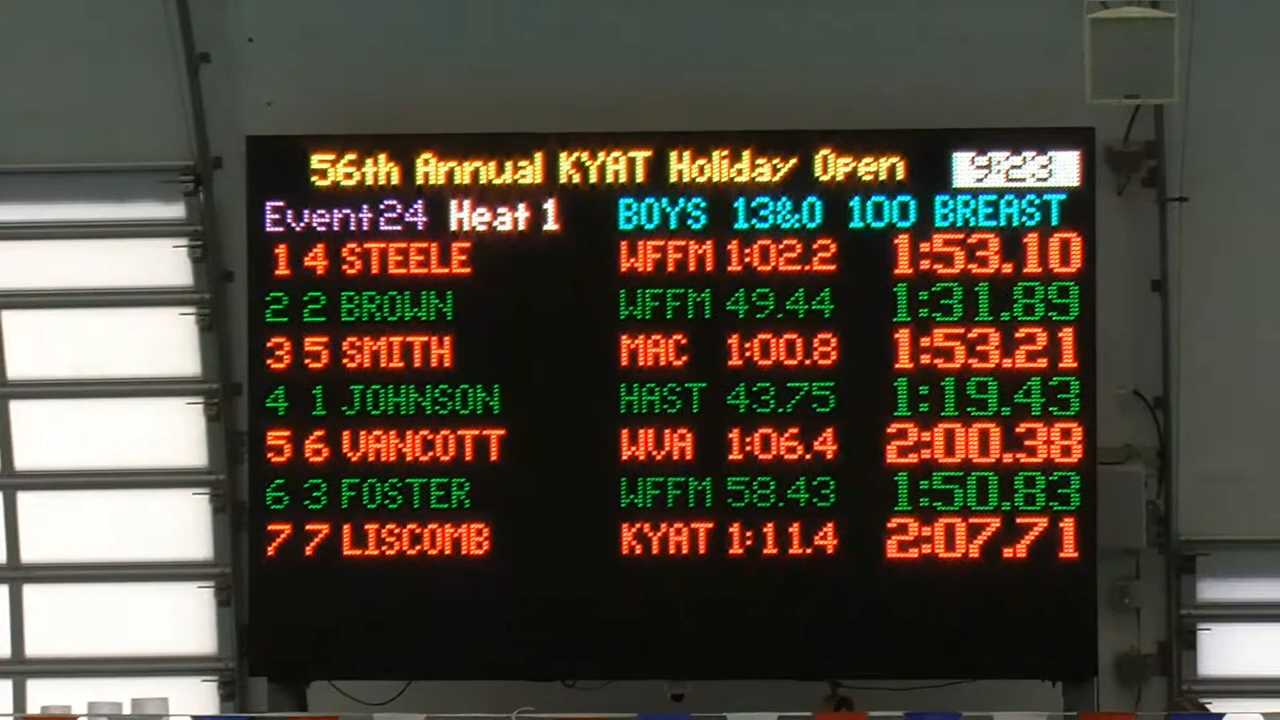 56th Annual KYAT Holiday Open 9:23
Event 24 Heat 1 BOYS 13&O 100 BREAST
1 4 STEELE WFFM 1:02.2 1:53.10
2 2 BROWN WFFM 49.44 1:31.89
3 5 SMITH MAC 1:00.8 1:53.21
4 1 JOHNSON HAST 43.75 1:19.43
5 6 VANCOTT WVA 1:06.4 2:00.38
6 3 FOSTER WFFM 58.43 1:50.83
7 7 LISCOMB KYAT 1:11.4 2:07.71